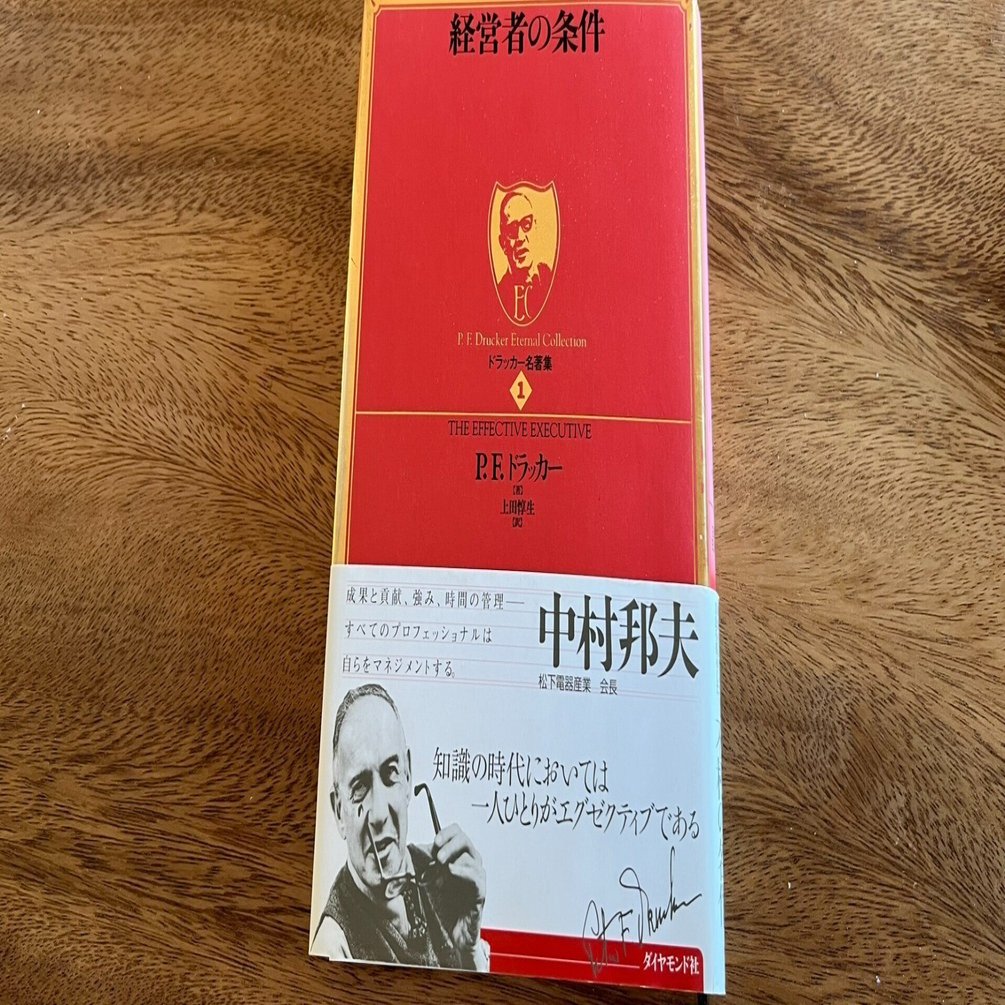 経営者の条件
EC
P. F. Drucker Eternal Collection
ドラッカー名著集
1
THE EFFECTIVE EXECUTIVE
P.F.ドラッカー
[著]
上田惇生
[訳]
成果と貢献、強み、時間の管理——
すべてのプロフェッショナルは
自らをマネジメントする。
中村邦夫
松下電器産業 会長
知識の時代においては
一人ひとりがエグゼクティブである
Peter F. Drucker
ダイヤモンド社